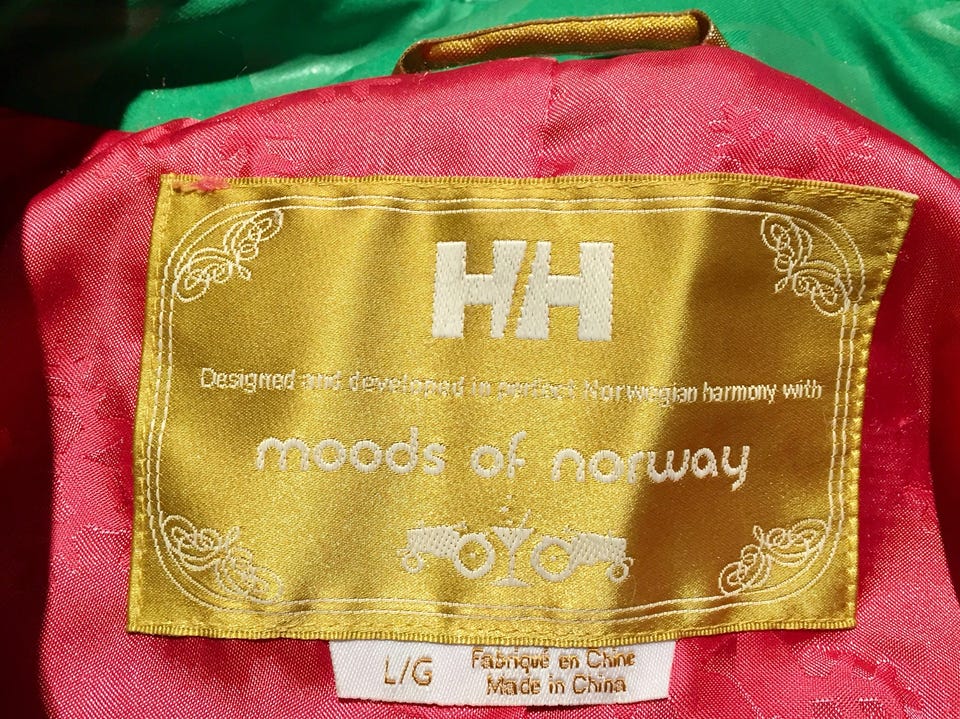 HH
Designed and developed in perfect Norwegian harmony with
moods of norway
L/G Fabriqué en Chine
Made in China